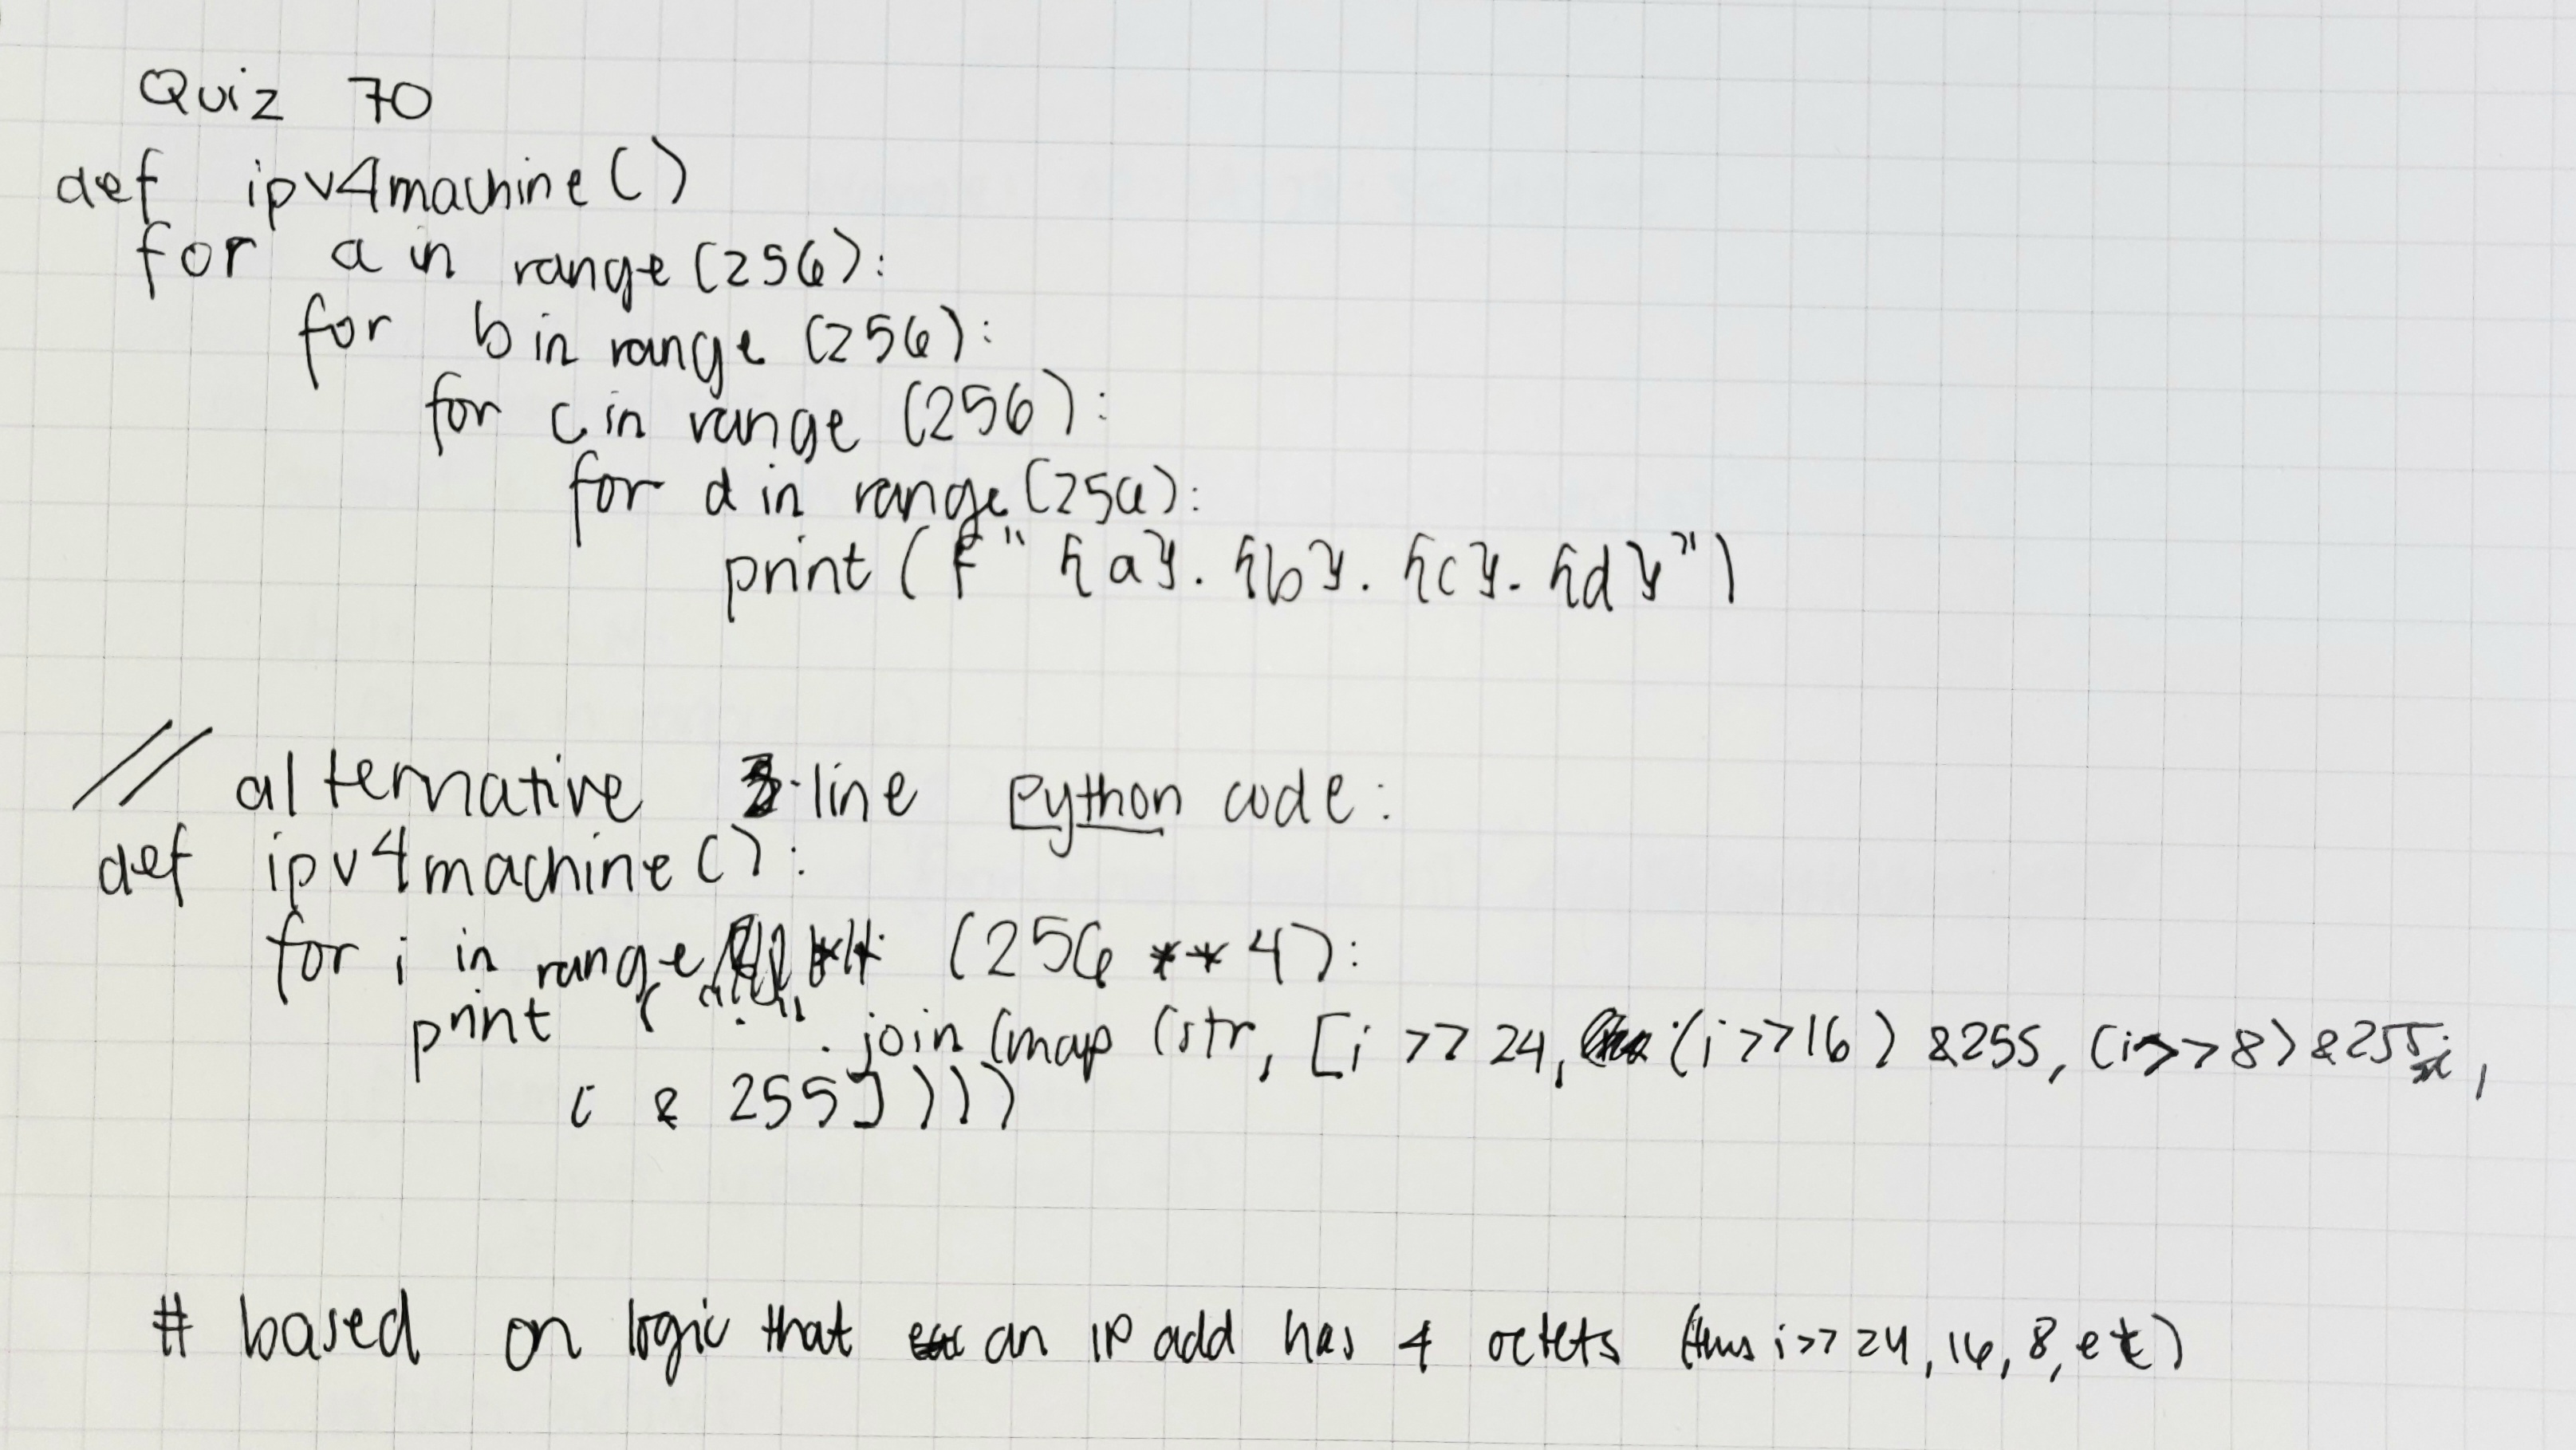 Quiz 70
def ipv4machine()
for a in range (256):
for b in range (256):
for c in range (256):
for d in range (256):
print (f" {a}. {b}. {c}. {d}")
// alternative 3-line Python code:
def ipv4machine():
for i in range (256 ** 4):
print ( "." .join (map (str, [i >> 24, (i >> 16) & 255, (i >> 8) & 255,
i & 255])))
# based on logic that an IP add has 4 octets (thus i >> 24, 16, 8, etc)